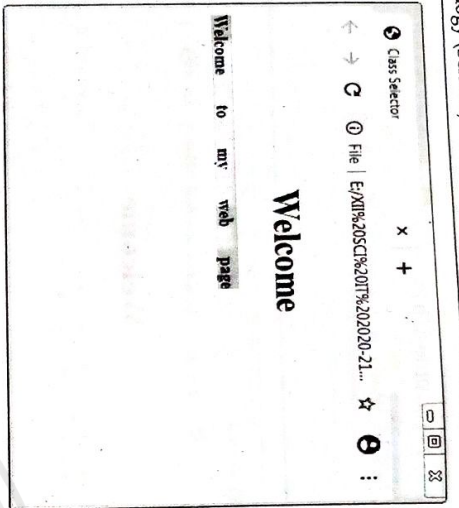 Class Selector × +
← → C ⓘ File | E:/XII%20SCI%20IT%202020-21... ☆ ⋮
Welcome
Welcome to my web page